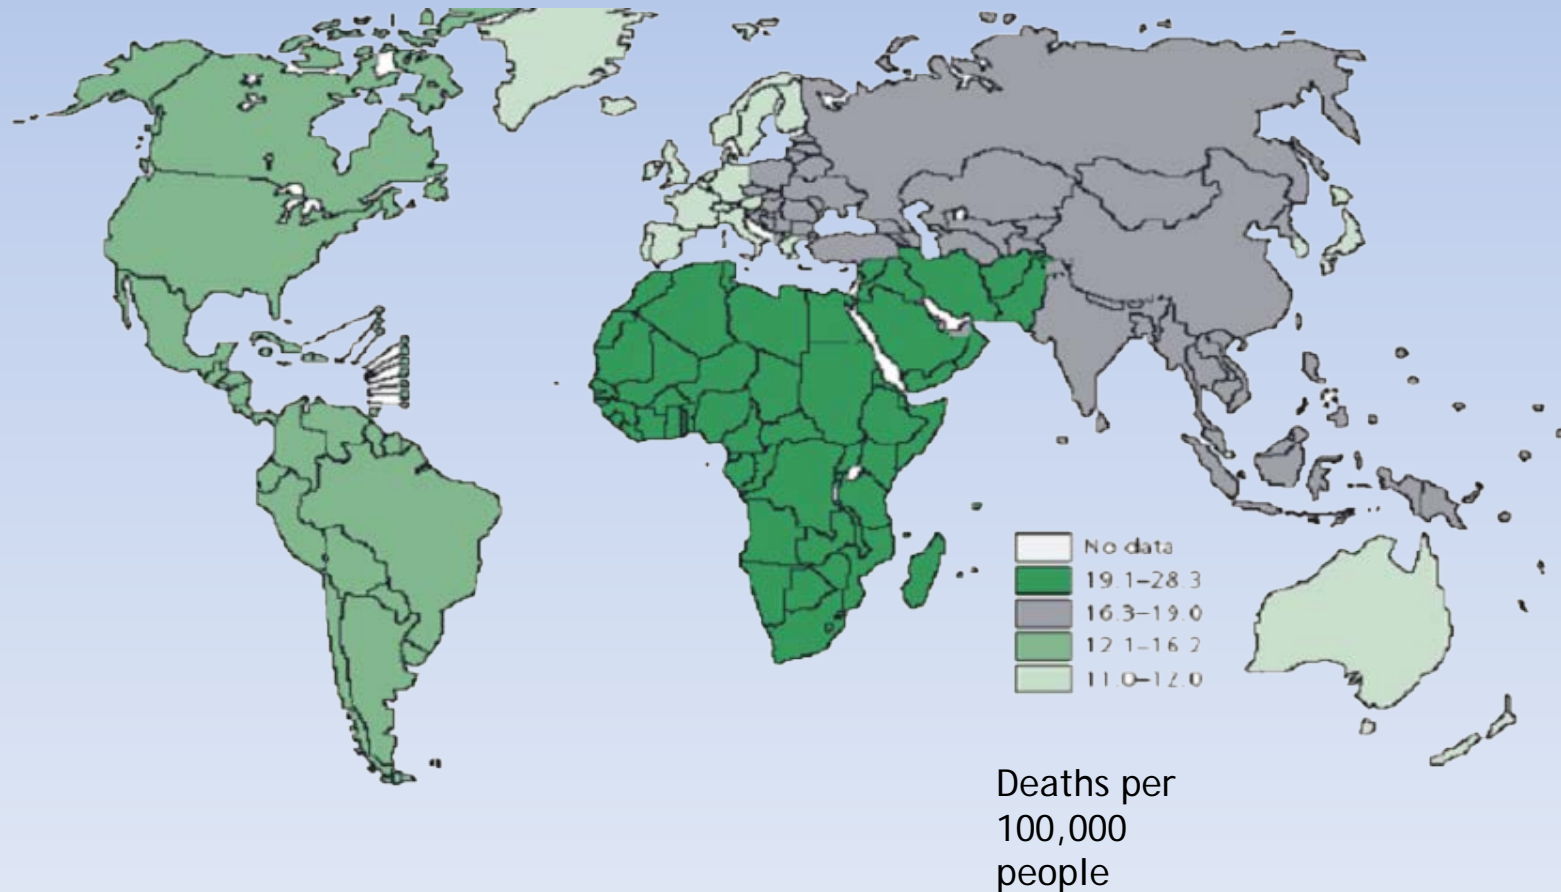 No data
19.1–28.3
16.3–19.0
12.1–16.2
11.0–12.0
Deaths per
100,000
people